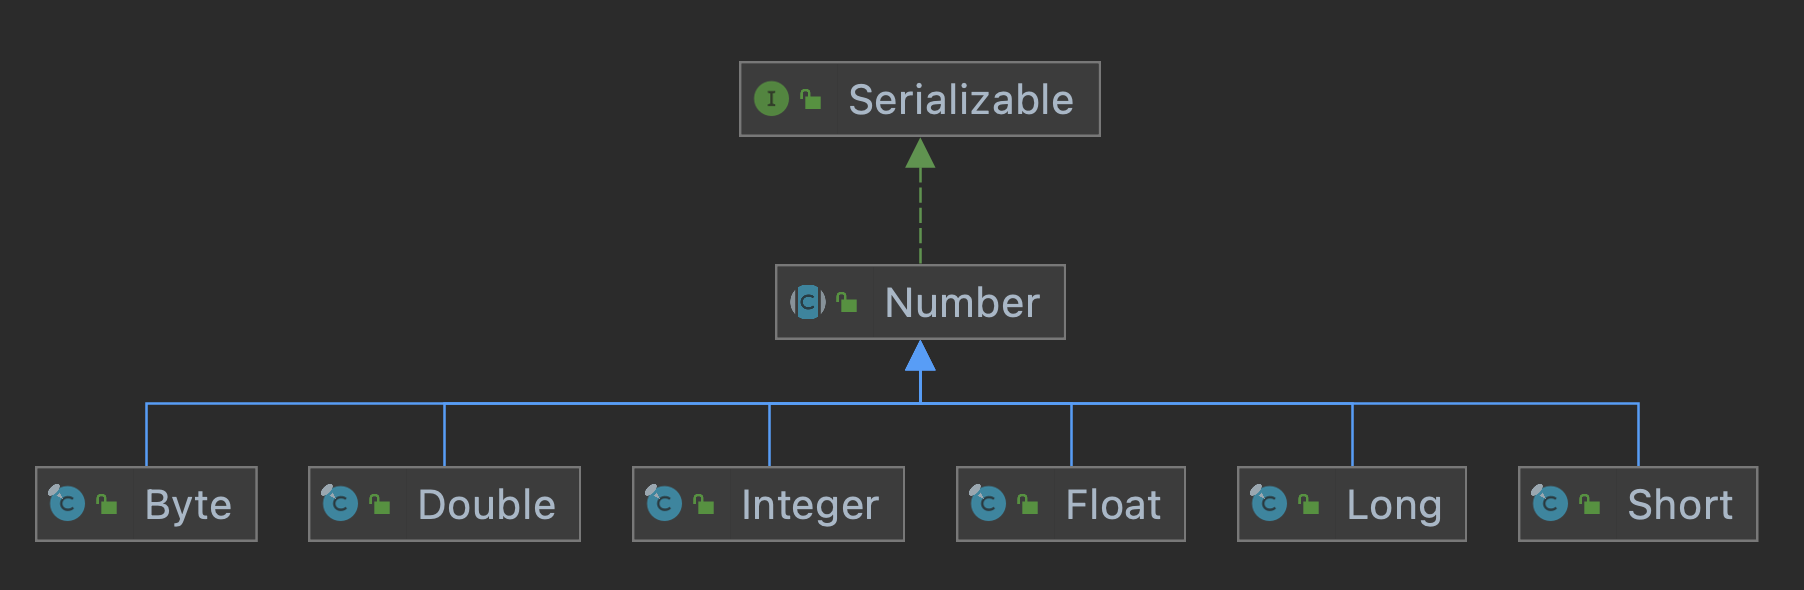 I Serializable
C Number
C Byte
C Double
C Integer
C Float
C Long
C Short